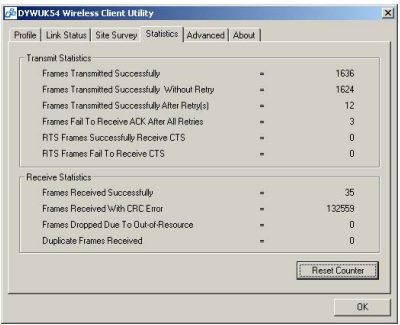 DYWUK54 Wireless Client Utility
Profile Link Status Site Survey Statistics Advanced About
Transmit Statistics
Frames Transmitted Successfully = 1636
Frames Transmitted Successfully Without Retry = 1624
Frames Transmitted Successfully After Retry(s) = 12
Frames Fail To Receive ACK After All Retries = 3
RTS Frames Successfully Receive CTS = 0
RTS Frames Fail To Receive CTS = 0
Receive Statistics
Frames Received Successfully = 35
Frames Received With CRC Error = 132559
Frames Dropped Due To Out-of-Resource = 0
Duplicate Frames Received = 0
Reset Counter
OK